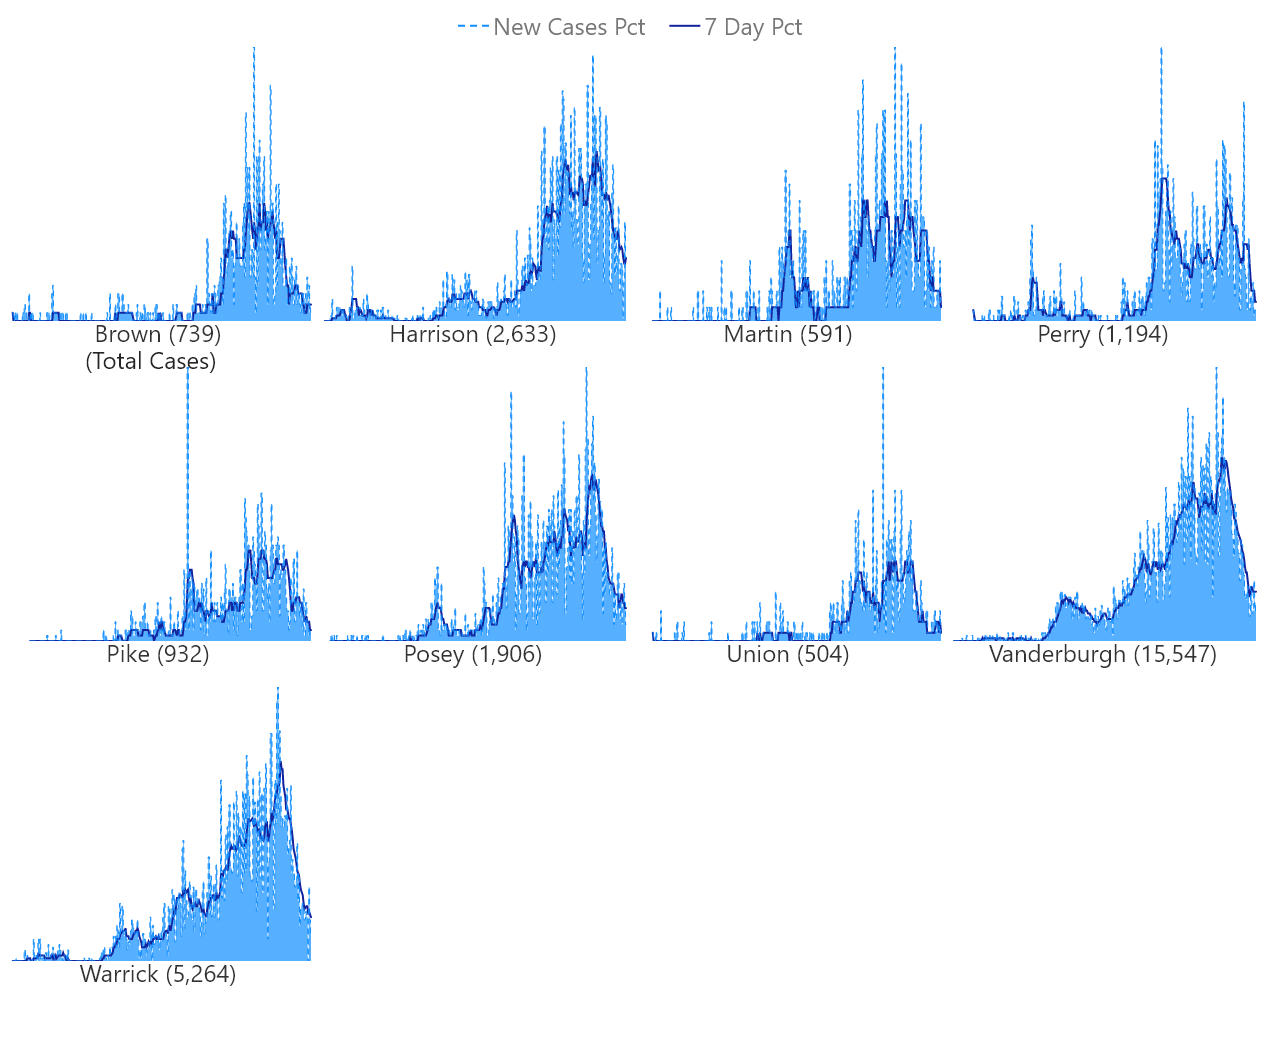 New Cases Pct 7 Day Pct
Brown (739)
(Total Cases)
Harrison (2,633)
Martin (591)
Perry (1,194)
Pike (932)
Posey (1,906)
Union (504)
Vanderburgh (15,547)
Warrick (5,264)